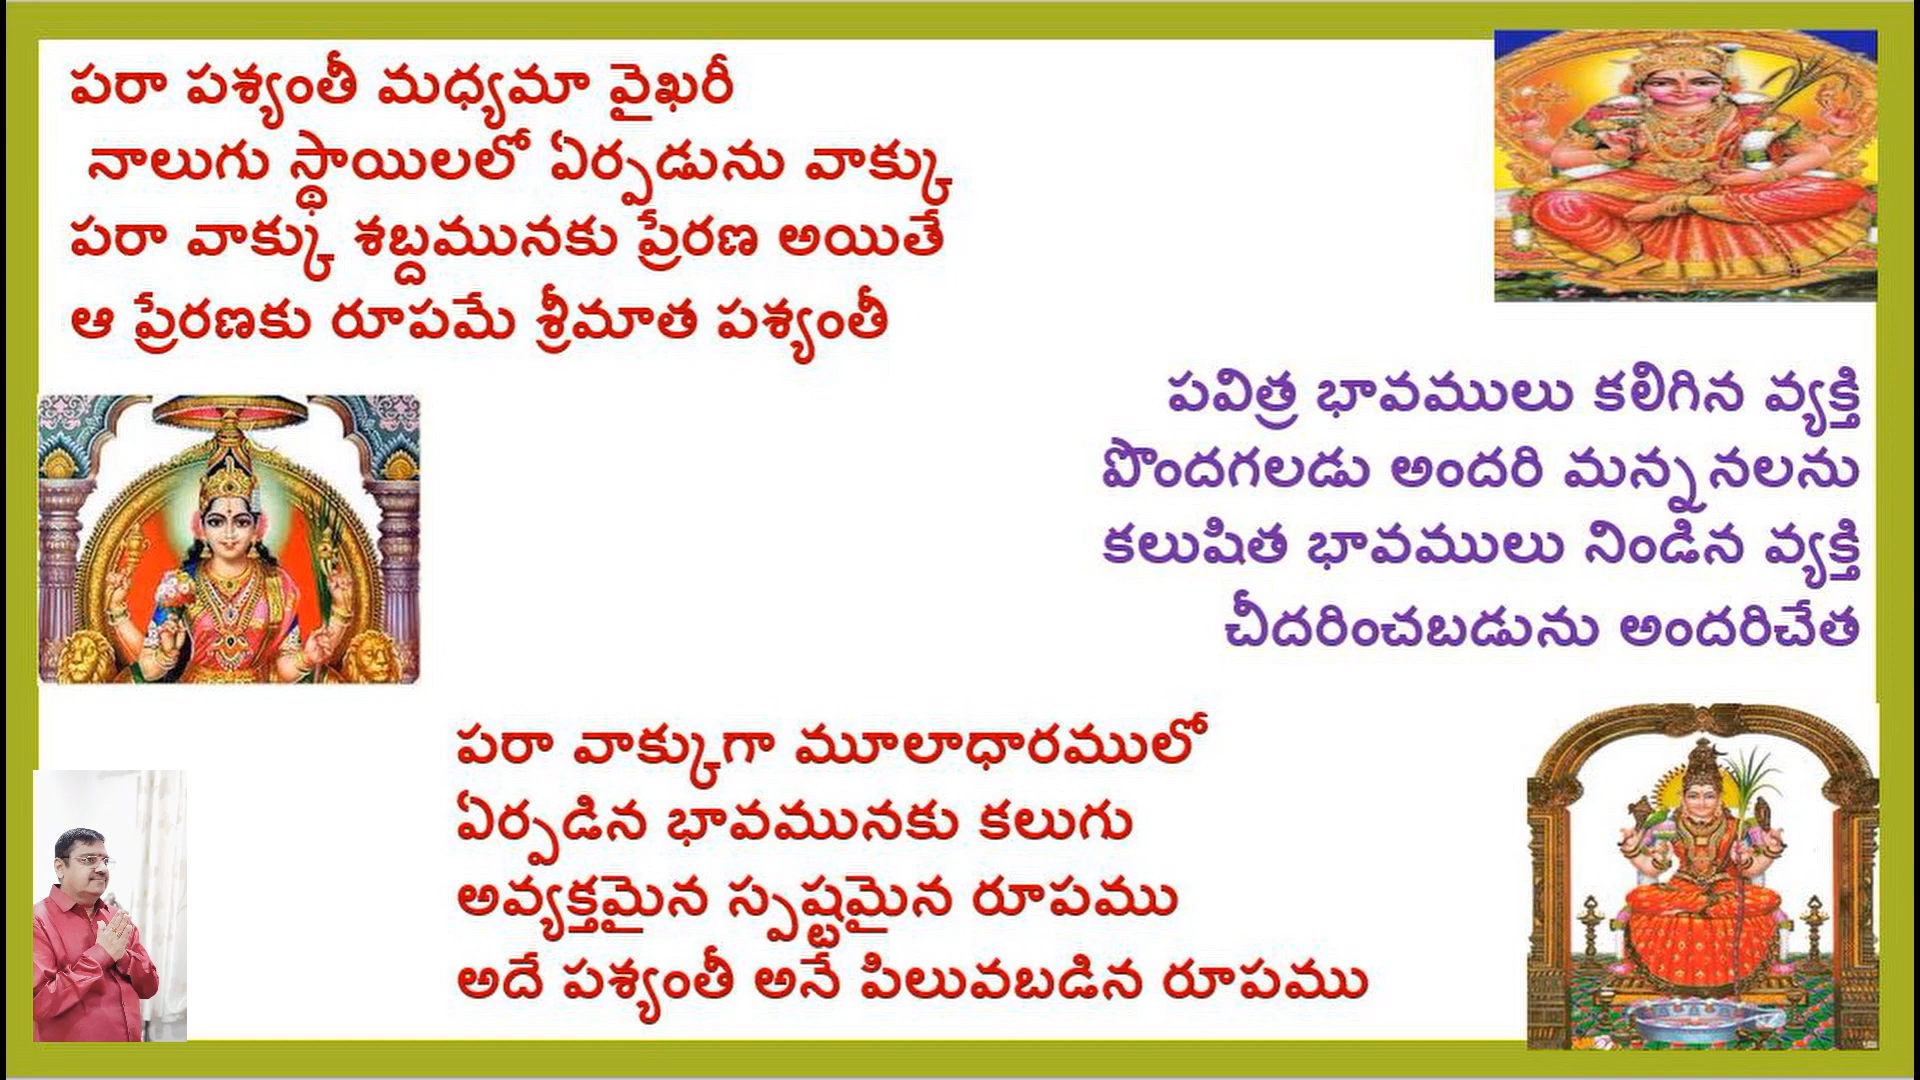 పరా పశ్యంతీ మధ్యమా వైఖరీ
నాలుగు స్థాయిలలో ఏర్పడును వాక్కు
పరా వాక్కు శబ్దమునకు ప్రేరణ అయితే
ఆ ప్రేరణకు రూపమే శ్రీమాత పశ్యంతీ
పవిత్ర భావములు కలిగిన వ్యక్తి
పొందగలడు అందరి మన్ననలను
కలుషిత భావములు నిండిన వ్యక్తి
చీదరించబడును అందరిచేత
పరా వాక్కుగా మూలాధారములో
ఏర్పడిన భావమునకు కలుగు
అవ్యక్తమైన స్పష్టమైన రూపము
అదే పశ్యంతీ అనే పిలువబడిన రూపము